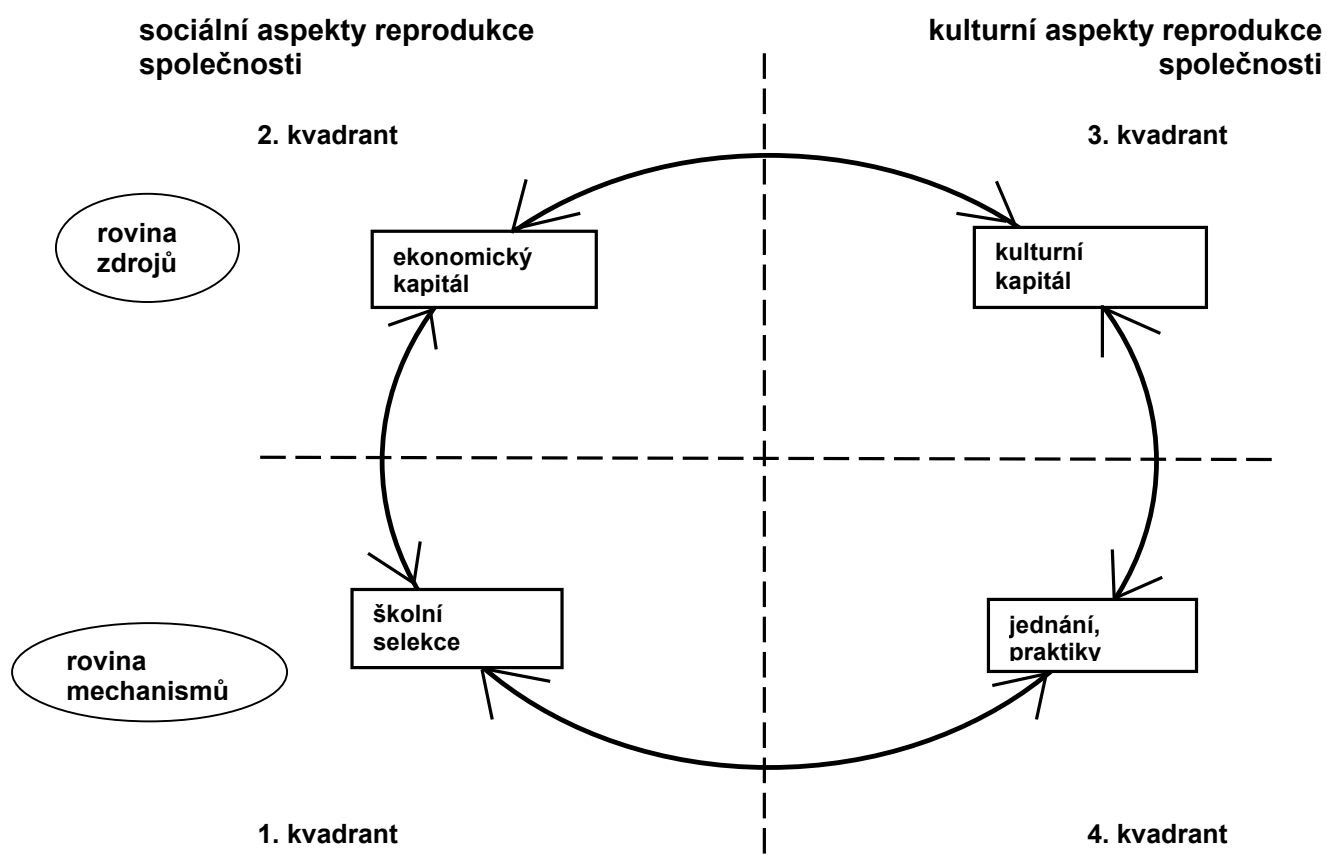 sociální aspekty reprodukce
společnosti
kulturní aspekty reprodukce
společnosti
2. kvadrant
3. kvadrant
rovina
zdrojů
ekonomický
kapitál
kulturní
kapitál
školní
selekce
jednání,
praktiky
rovina
mechanismů
1. kvadrant
4. kvadrant